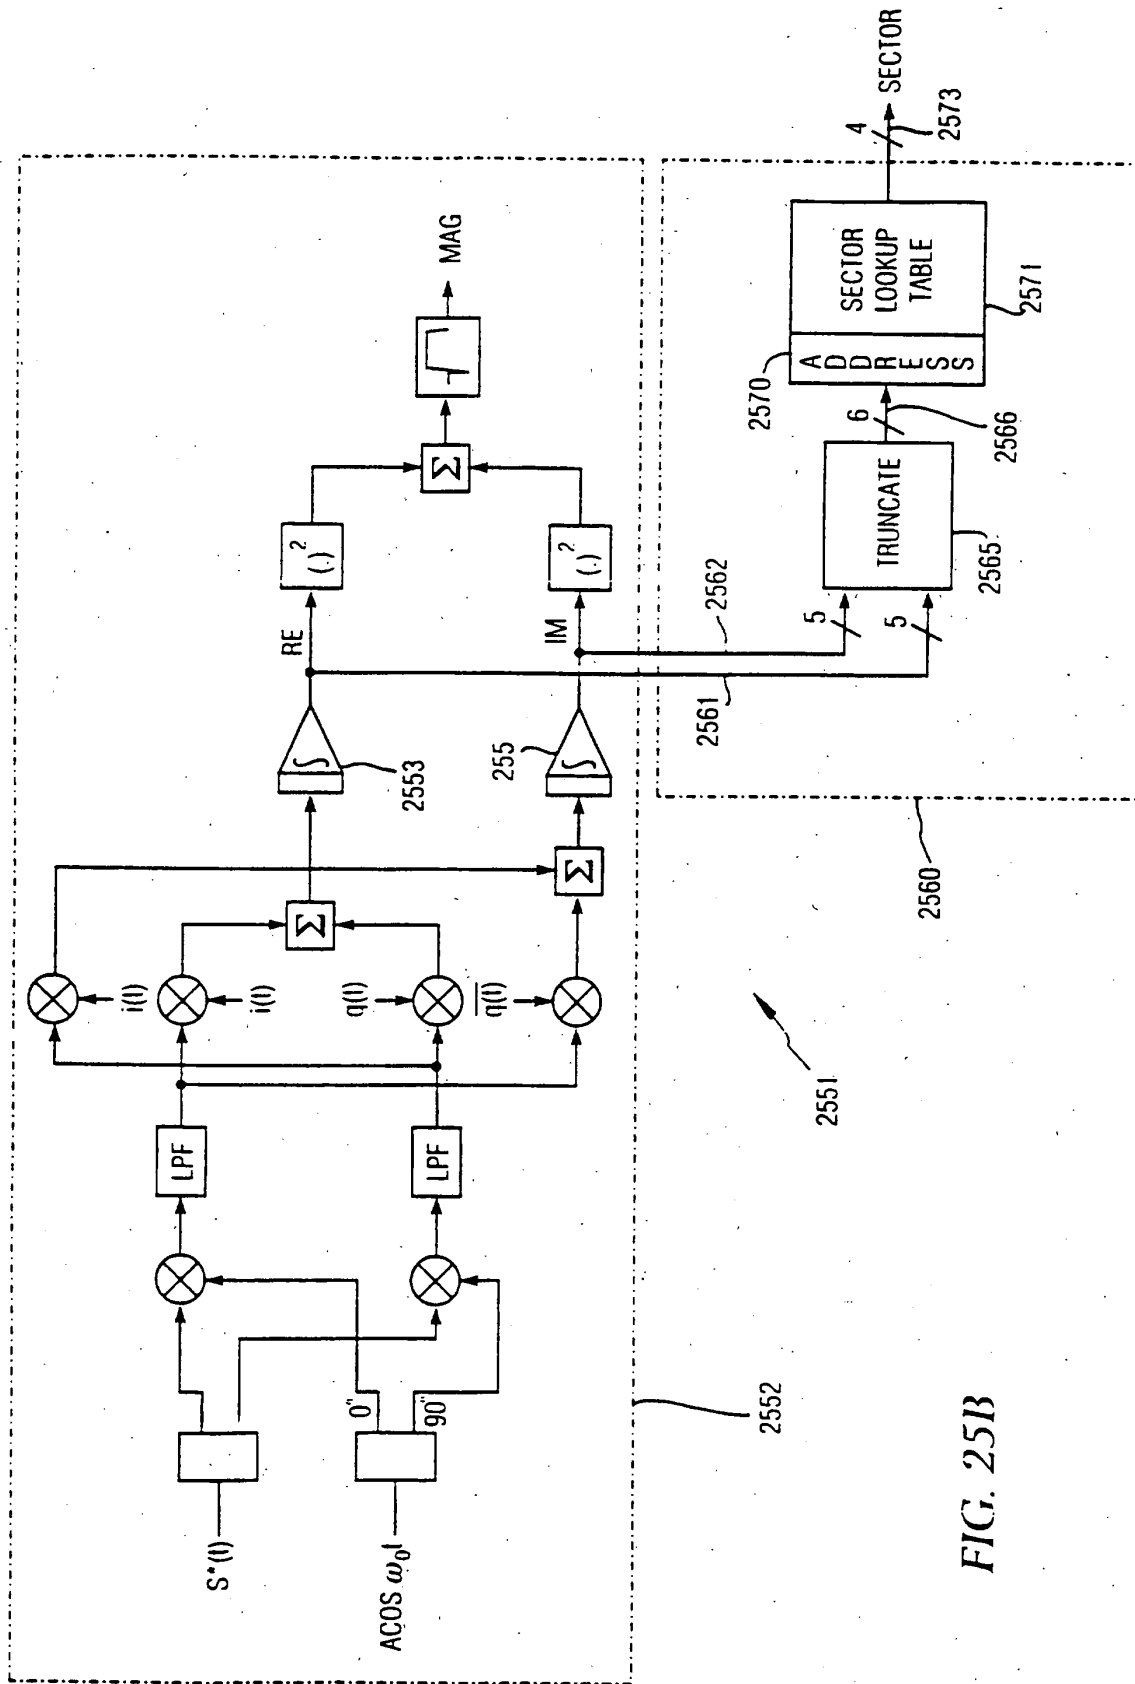 S*(t)
ACOS ω₀t
0"
90"
LPF
LPF
i(t)
i(t)
q(t)
q(t)
Σ
Σ
∫
2553
∫
255
RE
IM
(.)²
(.)²
Σ
MAG
2552
2551
2561
2562
5
5
TRUNCATE
2565
6
2566
2570
ADDRESS
SECTOR
LOOKUP
TABLE
2571
4
2573
SECTOR
2560
FIG. 25B